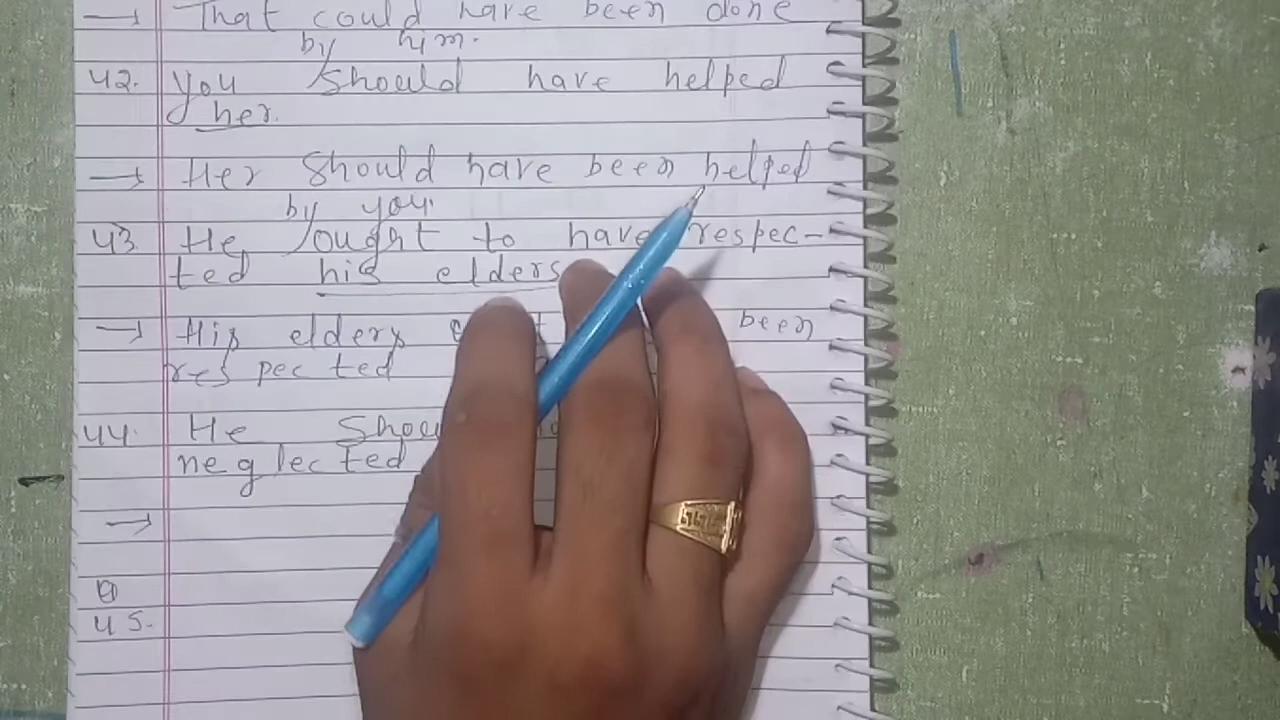 → That could have been done
by him.
42. You should have helped
her.
→ Her should have been helped
by you.
43. He ought to have respec-
ted his elders
→ His elders been
respected
44. He
neglected
→
45.